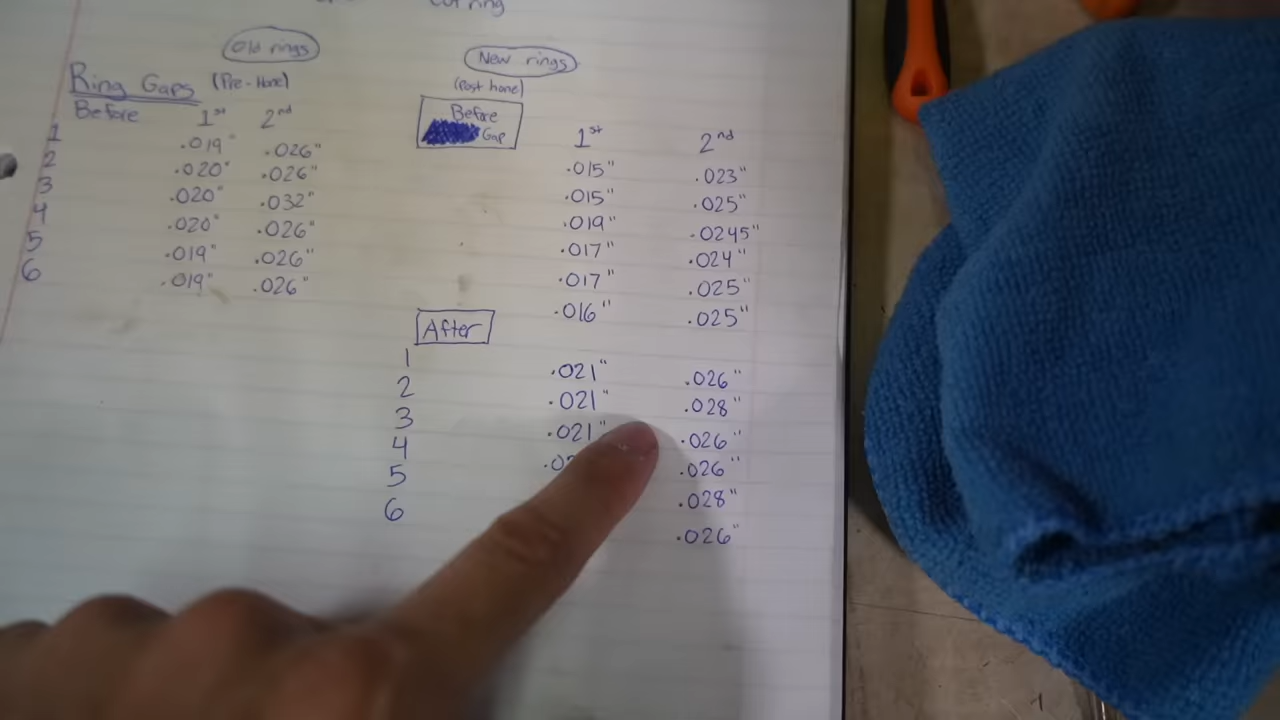 Old rings
Ring Gaps (Pre-Hone)
Before 1st 2nd
1 .019" .026"
2 .020" .026"
3 .020" .032"
4 .020" .026"
5 .019" .026"
6 .019" .026"
New rings
(Post hone)
Before
Gap
1st 2nd
.015" .023"
.015" .025"
.019" .0245"
.017" .024"
.017" .025"
.016" .025"
After
1 .021" .026"
2 .021" .028"
3 .021" .026"
4 .026"
5 .028"
6 .026"